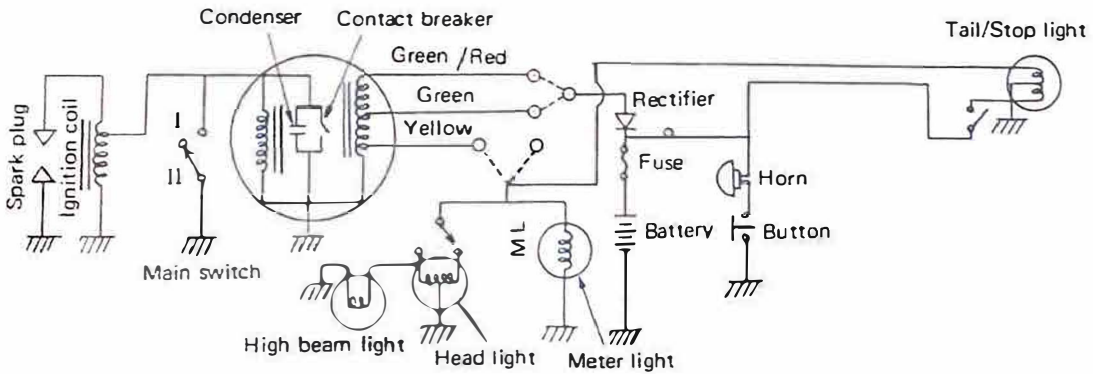 Condenser
Contact breaker
Tail/Stop light
Green /Red
Green
Yellow
Rectifier
Fuse
Horn
Battery
Button
Spark plug
Ignition coil
I
II
Main switch
ML
High beam light
Head light
Meter light